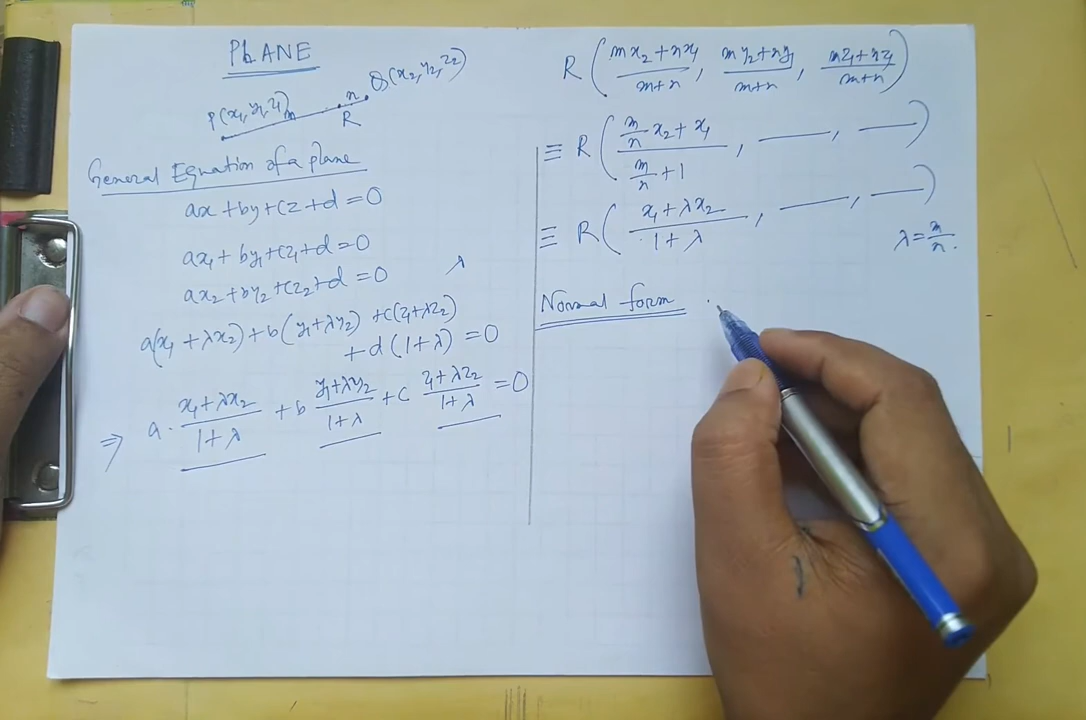 PLANE
P(x₁, y₁, z₁) m n Q(x₂, y₂, z₂)
R
General Equation of a plane
ax + by + cz + d = 0
ax₁ + by₁ + cz₁ + d = 0
ax₂ + by₂ + cz₂ + d = 0 λ
a(x₁ + λx₂) + b(y₁ + λy₂) + c(z₁ + λz₂)
+ d(1 + λ) = 0
⇒ a. (x₁ + λx₂)/(1 + λ) + b (y₁ + λy₂)/(1 + λ) + c (z₁ + λz₂)/(1 + λ) = 0
R ( (mx₂ + nx₁)/(m + n), (my₂ + ny₁)/(m + n), (mz₁ + nz₁)/(m + n) )
≡ R ( (m/n x₂ + x₁)/(m/n + 1), ——, —— )
≡ R ( (x₁ + λx₂)/(1 + λ), ——, —— )
λ = m/n.
Normal form